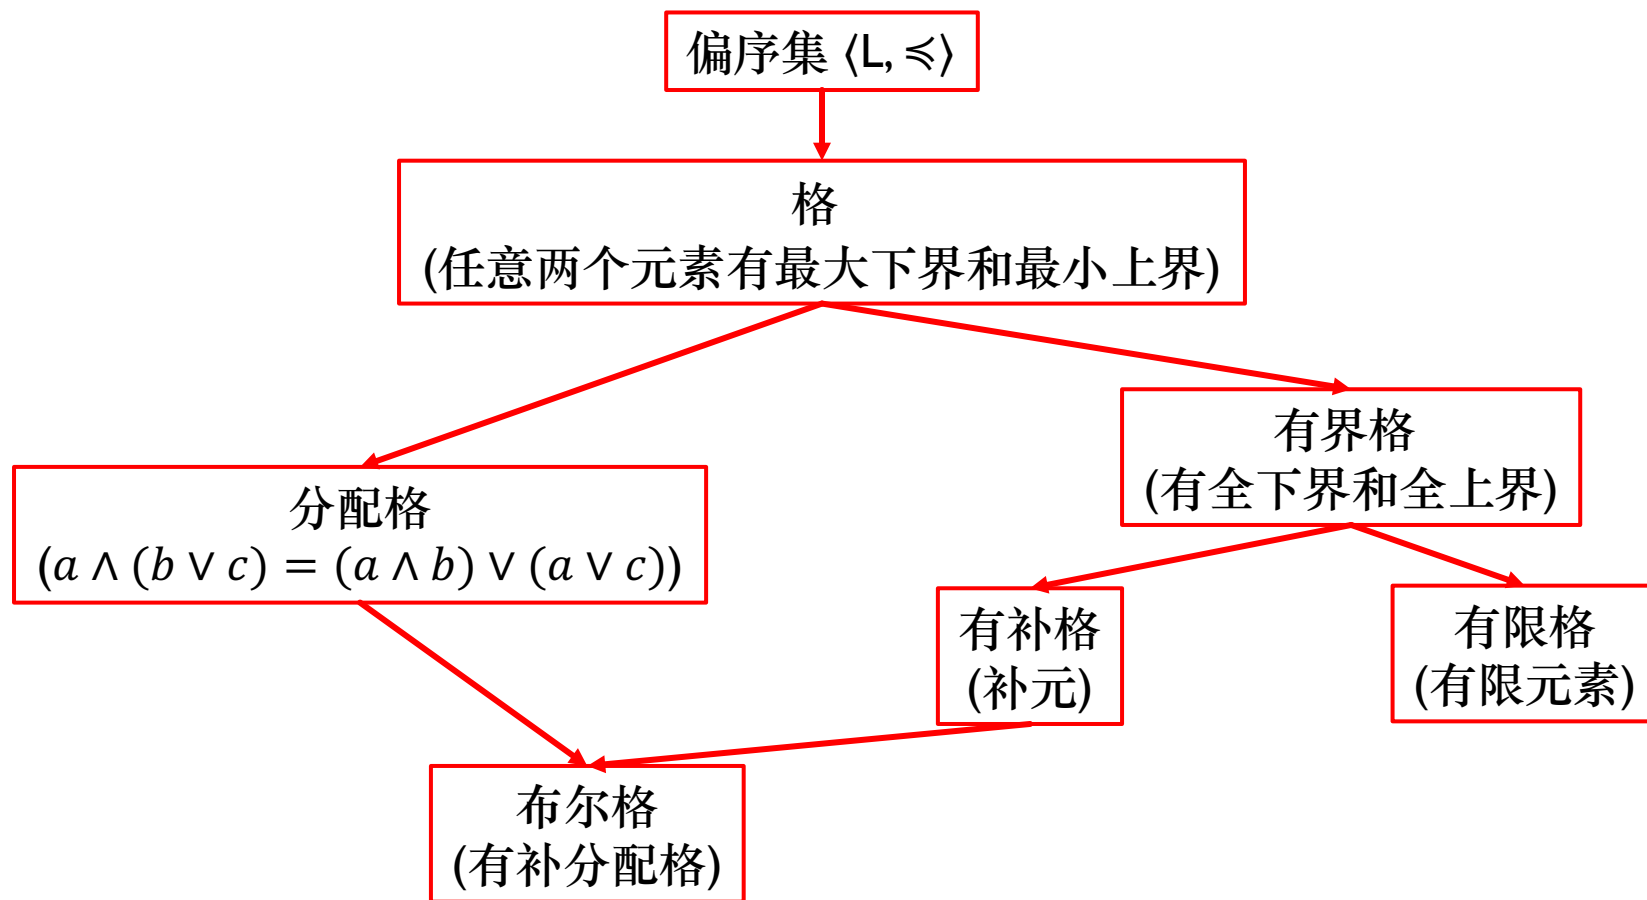 偏序集 ⟨L, ≼⟩
格
(任意两个元素有最大下界和最小上界)
有界格
(有全下界和全上界)
分配格
(a ∧ (b ∨ c) = (a ∧ b) ∨ (a ∨ c))
有补格
(补元)
有限格
(有限元素)
布尔格
(有补分配格)